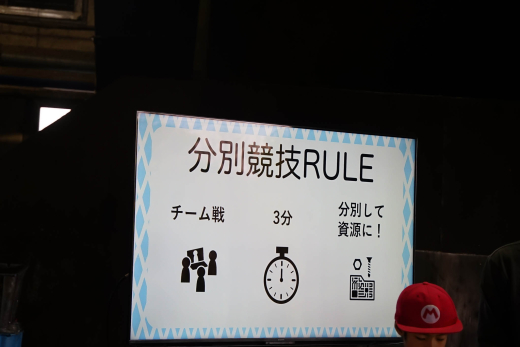 分別競技RULE
チーム戦
3分
分別して
資源に!
M